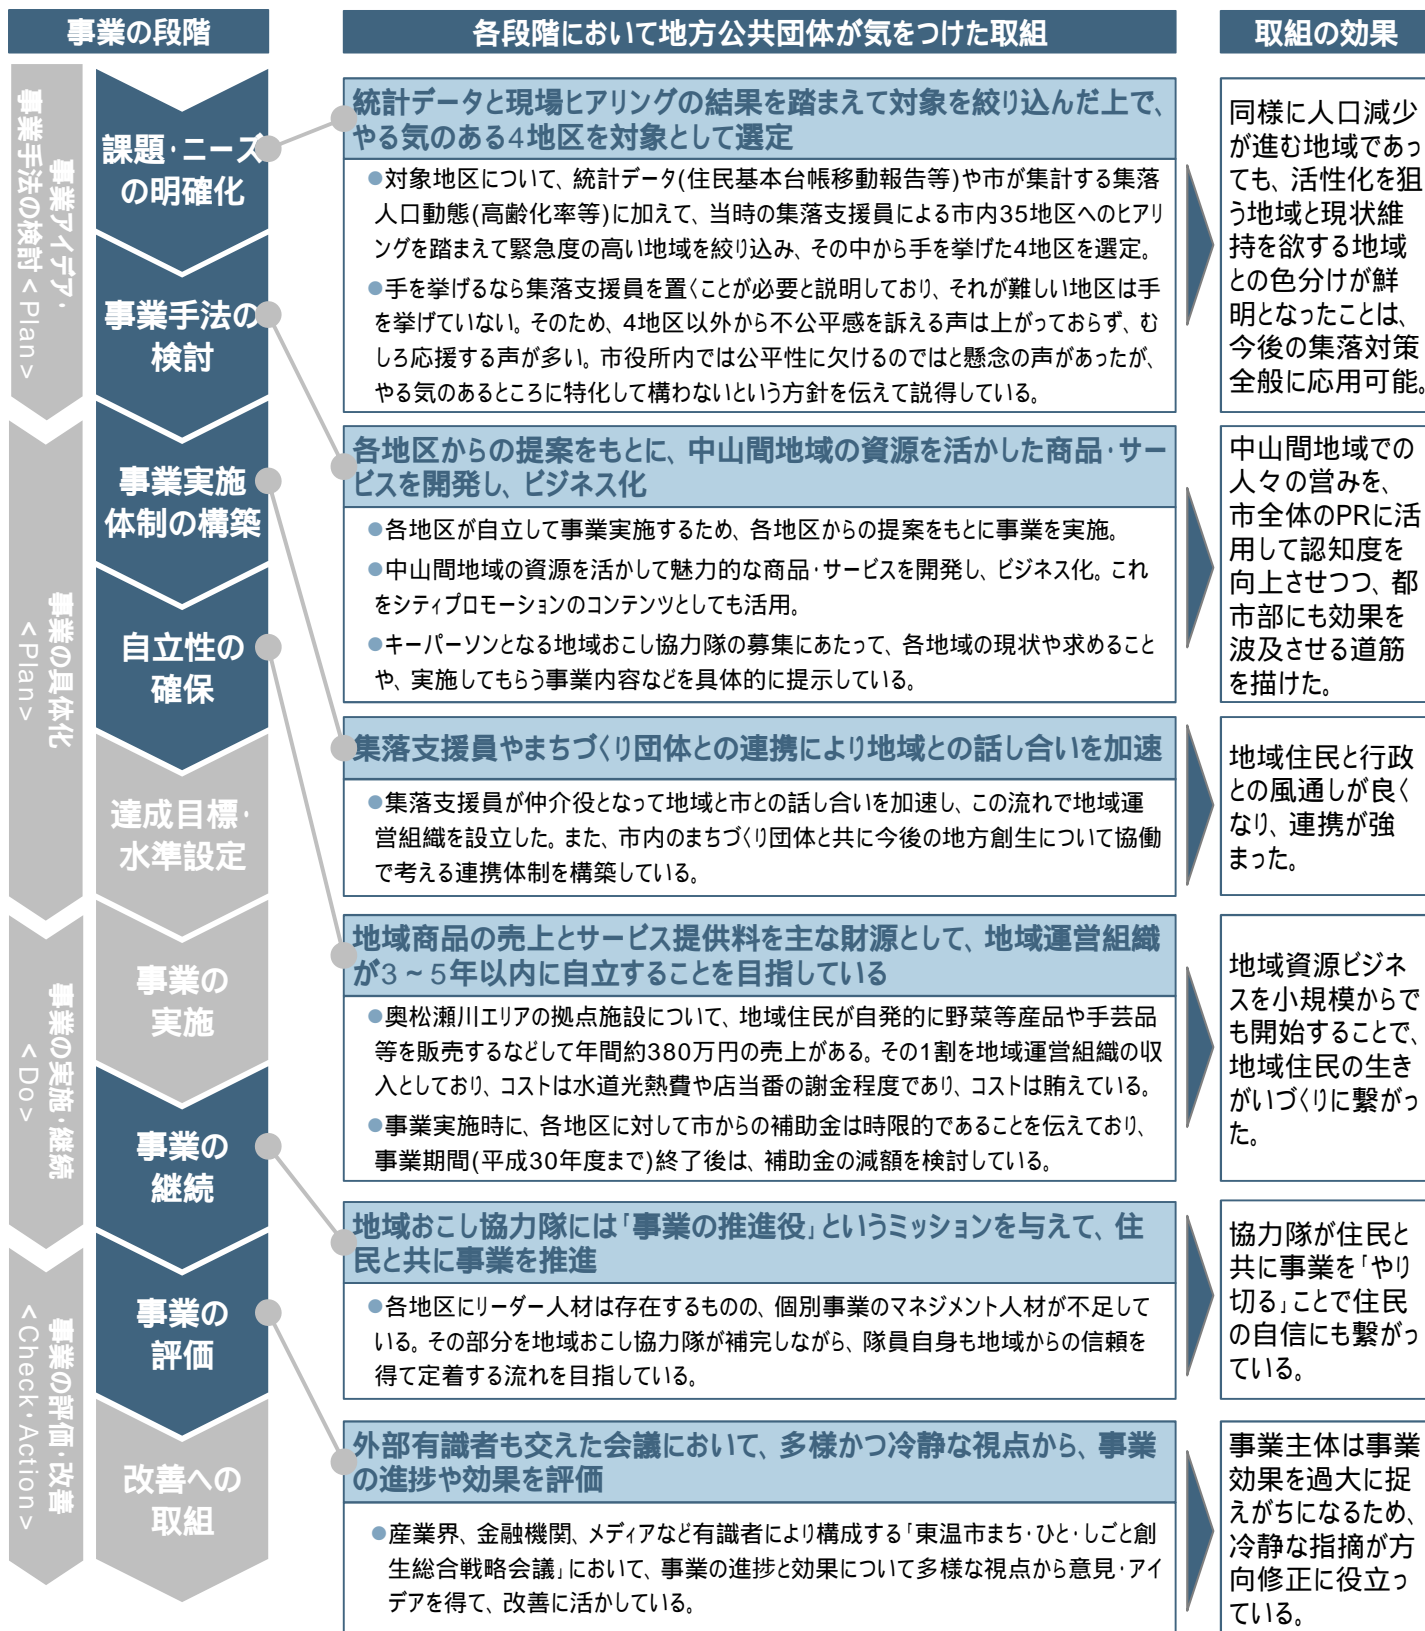 事業の段階
各段階において地方公共団体が気をつけた取組
取組の効果
事業アイデア・
事業手法の検討<Plan>
事業の具体化
<Plan>
事業の実施・継続
<Do>
事業の評価・改善
<Check・Action>
課題・ニーズ
の明確化
事業手法の
検討
事業実施
体制の構築
自立性の
確保
達成目標・
水準設定
事業の
実施
事業の
継続
事業の
評価
改善への
取組
統計データと現場ヒアリングの結果を踏まえて対象を絞り込んだ上で、
やる気のある4地区を対象として選定
●対象地区について、統計データ(住民基本台帳移動報告等)や市が集計する集落
人口動態(高齢化率等)に加えて、当時の集落支援員による市内35地区へのヒアリ
ングを踏まえて緊急度の高い地域を絞り込み、その中から手を挙げた4地区を選定。
●手を挙げるなら集落支援員を置くことが必要と説明しており、それが難しい地区は手
を挙げていない。そのため、4地区以外から不公平感を訴える声は上がっておらず、む
しろ応援する声が多い。市役所内では公平性に欠けるのではと懸念の声があったが、
やる気のあるところに特化して構わないという方針を伝えて説得している。
同様に人口減少
が進む地域であっ
ても、活性化を狙
う地域と現状維
持を欲する地域
との色分けが鮮
明となったことは、
今後の集落対策
全般に応用可能。
各地区からの提案をもとに、中山間地域の資源を活かした商品・サー
ビスを開発し、ビジネス化
●各地区が自立して事業実施するため、各地区からの提案をもとに事業を実施。
●中山間地域の資源を活かして魅力的な商品・サービスを開発し、ビジネス化。これ
をシティプロモーションのコンテンツとしても活用。
●キーパーソンとなる地域おこし協力隊の募集にあたって、各地域の現状や求めること
や、実施してもらう事業内容などを具体的に提示している。
中山間地域での
人々の営みを、
市全体のPRに活
用して認知度を
向上させつつ、都
市部にも効果を
波及させる道筋
を描けた。
集落支援員やまちづくり団体との連携により地域との話し合いを加速
●集落支援員が仲介役となって地域と市との話し合いを加速し、この流れで地域運
営組織を設立した。また、市内のまちづくり団体と共に今後の地方創生について協働
で考える連携体制を構築している。
地域住民と行政
との風通しが良く
なり、連携が強
まった。
地域商品の売上とサービス提供料を主な財源として、地域運営組織
が3~5年以内に自立することを目指している
●奥松瀬川エリアの拠点施設について、地域住民が自発的に野菜等産品や手芸品
等を販売するなどして年間約380万円の売上がある。その1割を地域運営組織の収
入としており、コストは水道光熱費や店当番の謝金程度であり、コストは賄えている。
●事業実施時に、各地区に対して市からの補助金は時限的であることを伝えており、
事業期間(平成30年度まで)終了後は、補助金の減額を検討している。
地域資源ビジネ
スを小規模からで
も開始することで、
地域住民の生き
がいづくりに繋がっ
た。
地域おこし協力隊には「事業の推進役」というミッションを与えて、住
民と共に事業を推進
●各地区にリーダー人材は存在するものの、個別事業のマネジメント人材が不足して
いる。その部分を地域おこし協力隊が補完しながら、隊員自身も地域からの信頼を
得て定着する流れを目指している。
協力隊が住民と
共に事業を「やり
切る」ことで住民
の自信にも繋がっ
ている。
外部有識者も交えた会議において、多様かつ冷静な視点から、事業
の進捗や効果を評価
●産業界、金融機関、メディアなど有識者により構成する「東温市まち・ひと・しごと創
生総合戦略会議」において、事業の進捗と効果について多様な視点から意見・アイ
デアを得て、改善に活かしている。
事業主体は事業
効果を過大に捉
えがちになるため、
冷静な指摘が方
向修正に役立っ
ている。